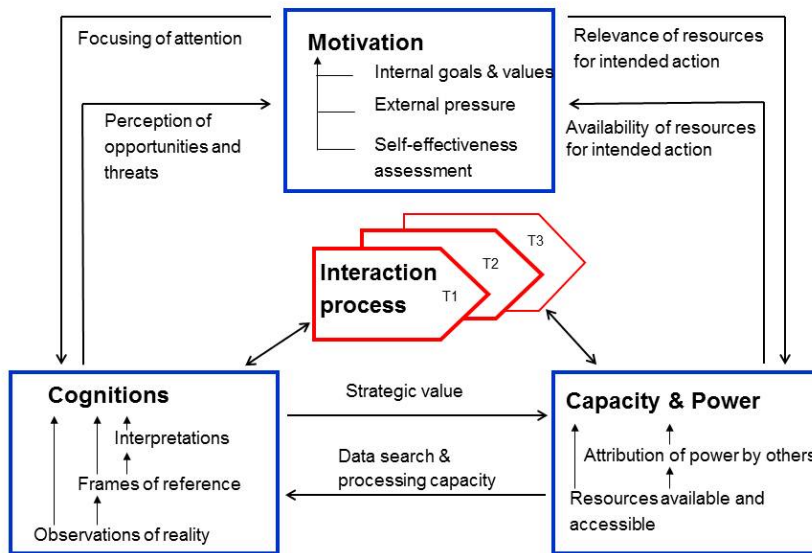 Focusing of attention
Motivation
Internal goals & values
External pressure
Self-effectiveness
assessment
Relevance of resources
for intended action
Perception of
opportunities and
threats
Availability of resources
for intended action
Interaction
process
T1
T2
T3
Cognitions
Interpretations
Frames of reference
Observations of reality
Strategic value
Data search &
processing capacity
Capacity & Power
Attribution of power by others
Resources available and
accessible